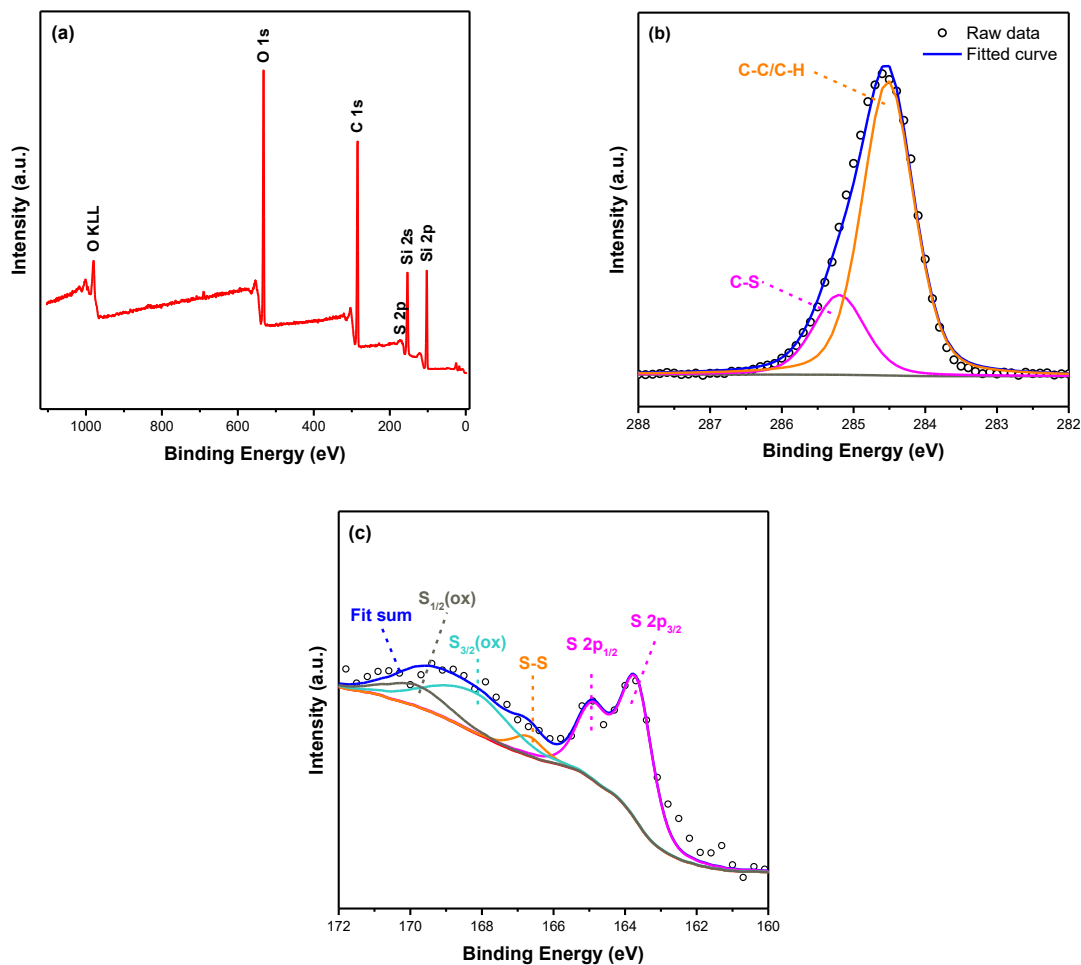 (a)
O 1s
C 1s
O KLL
Si 2s
Si 2p
S 2p
Intensity (a.u.)
1000 800 600 400 200 0
Binding Energy (eV)
(b)
Raw data
Fitted curve
C-C/C-H
C-S
Intensity (a.u.)
288 287 286 285 284 283 282
Binding Energy (eV)
(c)
S1/2(ox)
Fit sum
S3/2(ox)
S-S
S 2p1/2
S 2p3/2
Intensity (a.u.)
172 170 168 166 164 162 160
Binding Energy (eV)